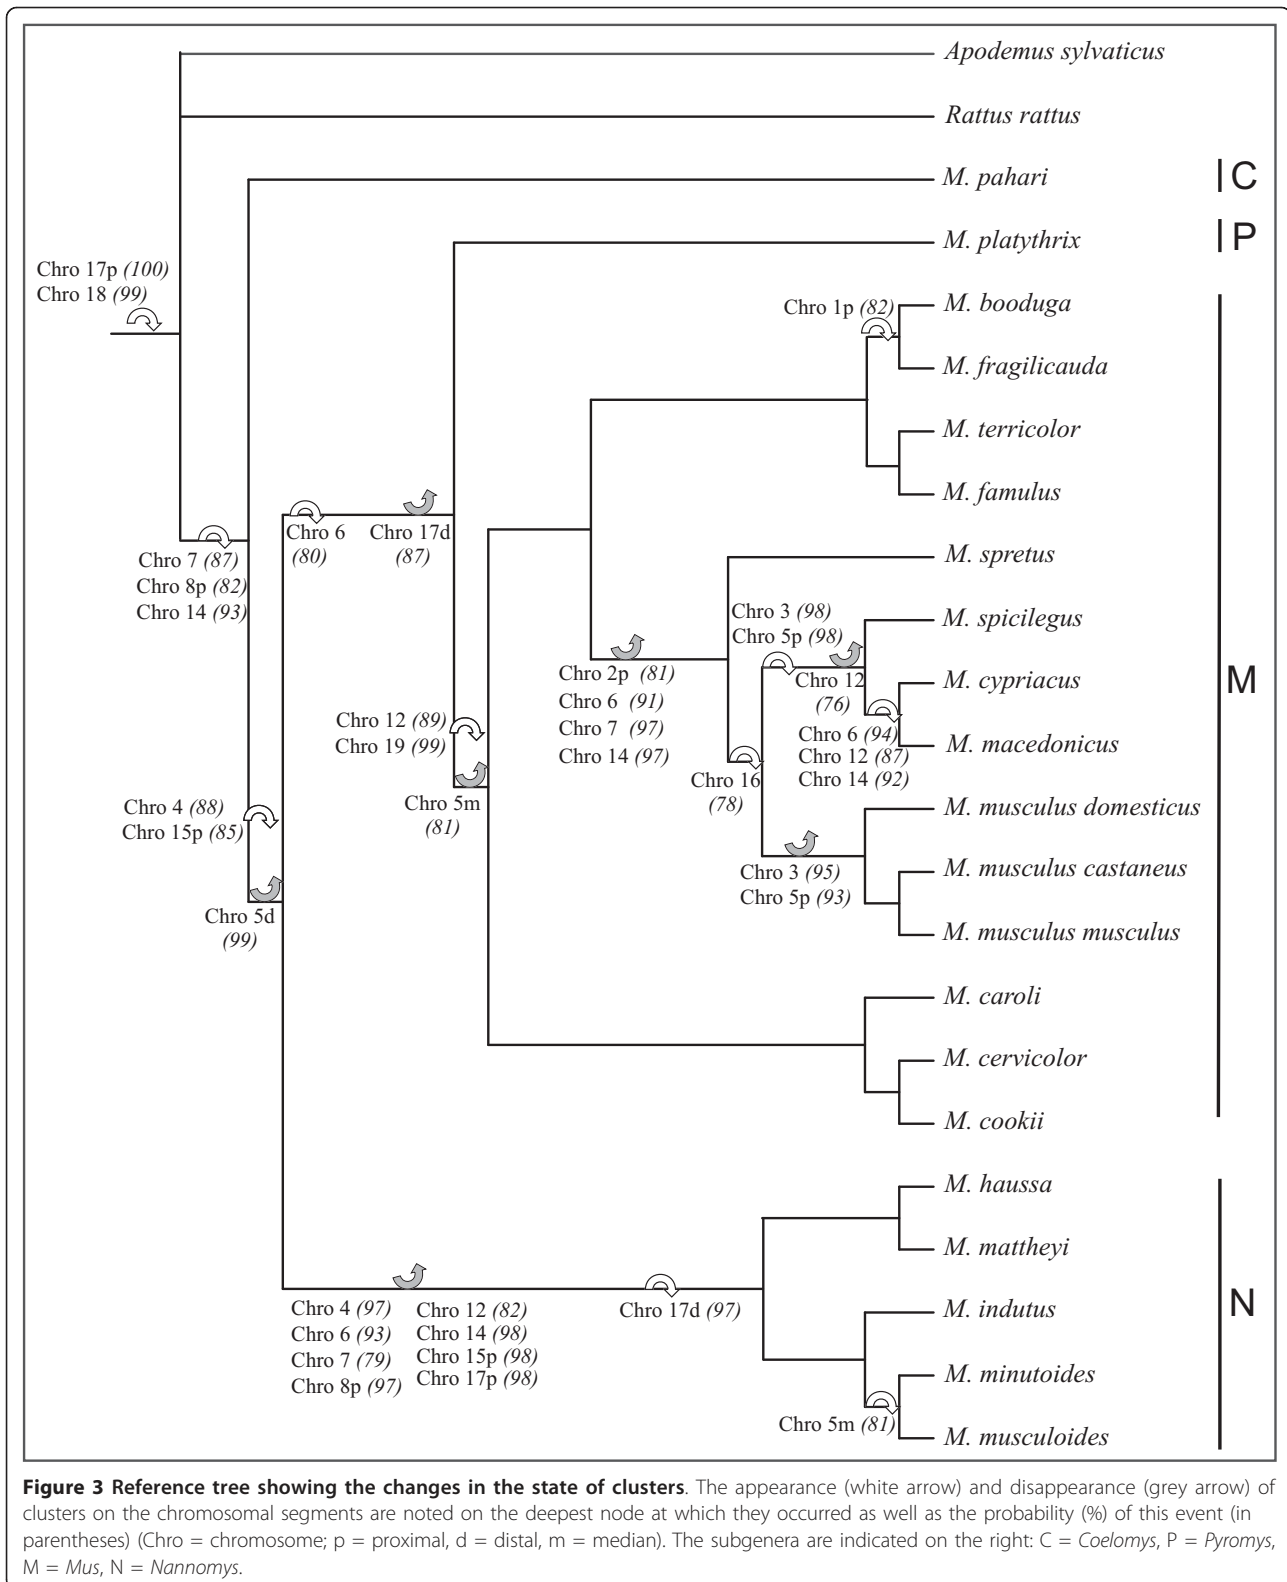 Apodemus sylvaticus
Rattus rattus
M. pahari
C
M. platythrix
P
Chro 17p (100)
Chro 18 (99)
Chro 1p (82)
M. booduga
M. fragilicauda
M. terricolor
M. famulus
Chro 6
(80)
Chro 17d
(87)
Chro 7 (87)
Chro 8p (82)
Chro 14 (93)
M. spretus
Chro 3 (98)
Chro 5p (98)
M. spicilegus
Chro 2p (81)
Chro 6 (91)
Chro 7 (97)
Chro 14 (97)
Chro 12
(76)
M. cypriacus
M
Chro 12 (89)
Chro 19 (99)
Chro 6 (94)
Chro 12 (87)
Chro 14 (92)
M. macedonicus
Chro 16
(78)
Chro 5m
(81)
Chro 4 (88)
Chro 15p (85)
M. musculus domesticus
Chro 3 (95)
Chro 5p (93)
M. musculus castaneus
Chro 5d
(99)
M. musculus musculus
M. caroli
M. cervicolor
M. cookii
M. haussa
M. mattheyi
Chro 4 (97)
Chro 6 (93)
Chro 7 (79)
Chro 8p (97)
Chro 12 (82)
Chro 14 (98)
Chro 15p (98)
Chro 17p (98)
Chro 17d (97)
M. indutus
N
M. minutoides
Chro 5m (81)
M. musculoides
Figure 3 Reference tree showing the changes in the state of clusters. The appearance (white arrow) and disappearance (grey arrow) of
clusters on the chromosomal segments are noted on the deepest node at which they occurred as well as the probability (%) of this event (in
parentheses) (Chro = chromosome; p = proximal, d = distal, m = median). The subgenera are indicated on the right: C = Coelomys, P = Pyromys,
M = Mus, N = Nannomys.